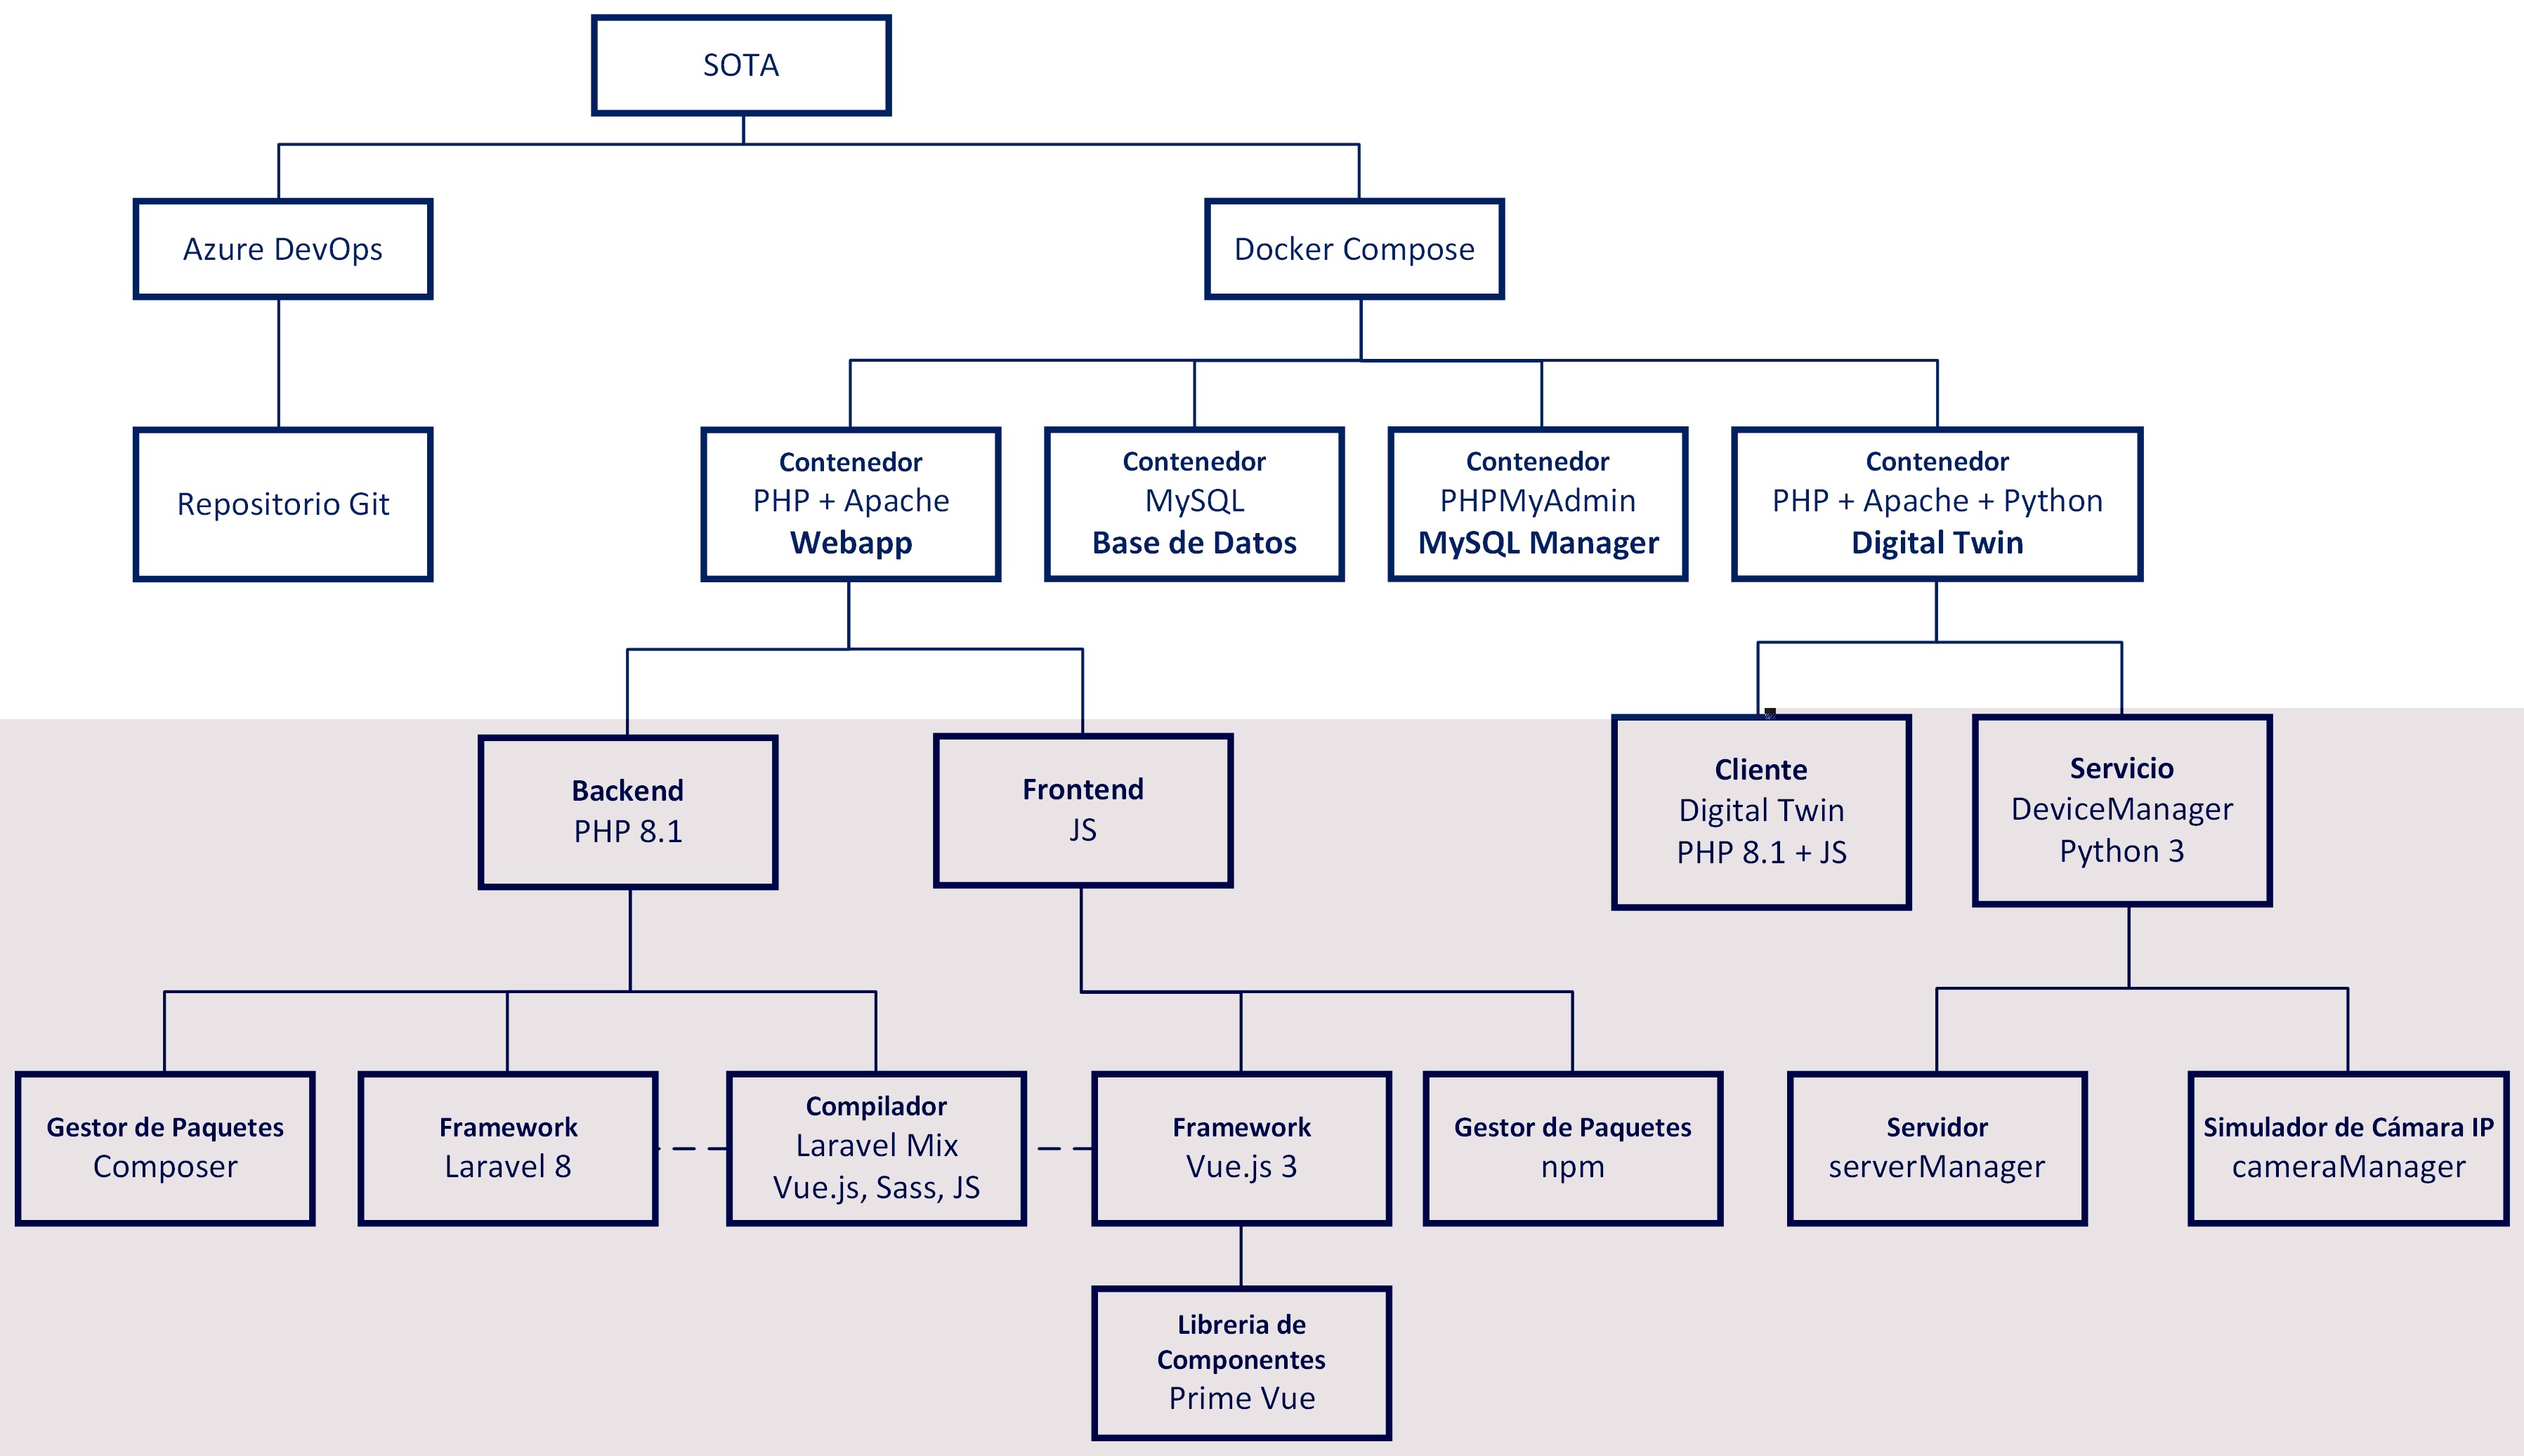 SOTA
Azure DevOps
Docker Compose
Repositorio Git
Contenedor
PHP + Apache
Webapp
Contenedor
MySQL
Base de Datos
Contenedor
PHPMyAdmin
MySQL Manager
Contenedor
PHP + Apache + Python
Digital Twin
Backend
PHP 8.1
Frontend
JS
Cliente
Digital Twin
PHP 8.1 + JS
Servicio
DeviceManager
Python 3
Gestor de Paquetes
Composer
Framework
Laravel 8
Compilador
Laravel Mix
Vue.js, Sass, JS
Framework
Vue.js 3
Gestor de Paquetes
npm
Servidor
serverManager
Simulador de Cámara IP
cameraManager
Libreria de
Componentes
Prime Vue